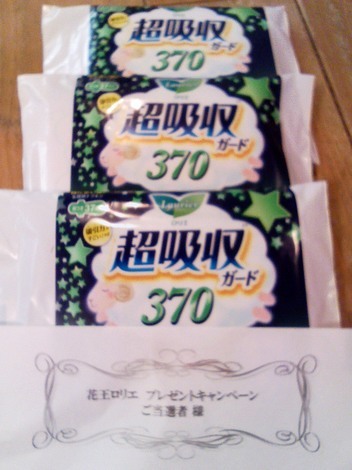 超吸収
ガード
370
Laurier
超吸収
ガード
370
Laurier
超吸収
ガード
370
花王ロリエ プレゼントキャンペーン
ご当選者 様